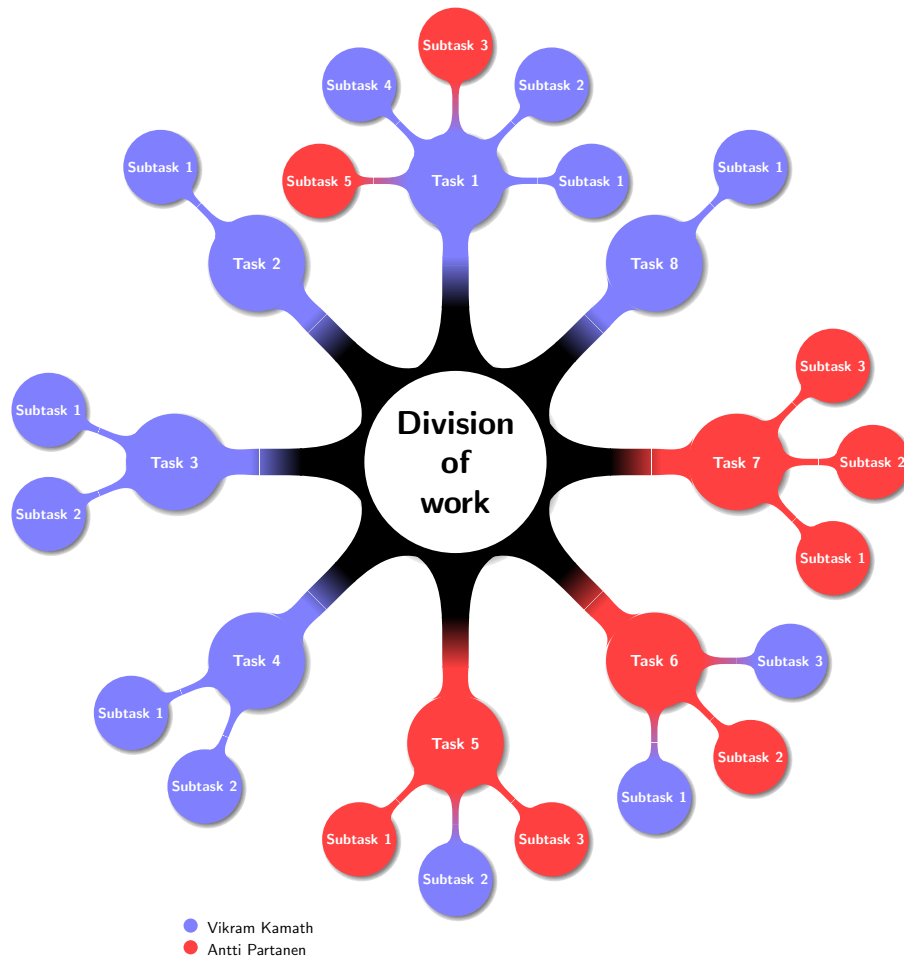 Subtask 3
Subtask 4
Subtask 2
Subtask 5
Task 1
Subtask 1
Subtask 1
Task 2
Subtask 1
Task 8
Subtask 1
Task 3
Subtask 2
Division
of
work
Subtask 3
Task 7
Subtask 2
Subtask 1
Task 4
Subtask 1
Subtask 2
Task 5
Subtask 1
Subtask 2
Subtask 3
Task 6
Subtask 3
Subtask 2
Subtask 1
Vikram Kamath
Antti Partanen